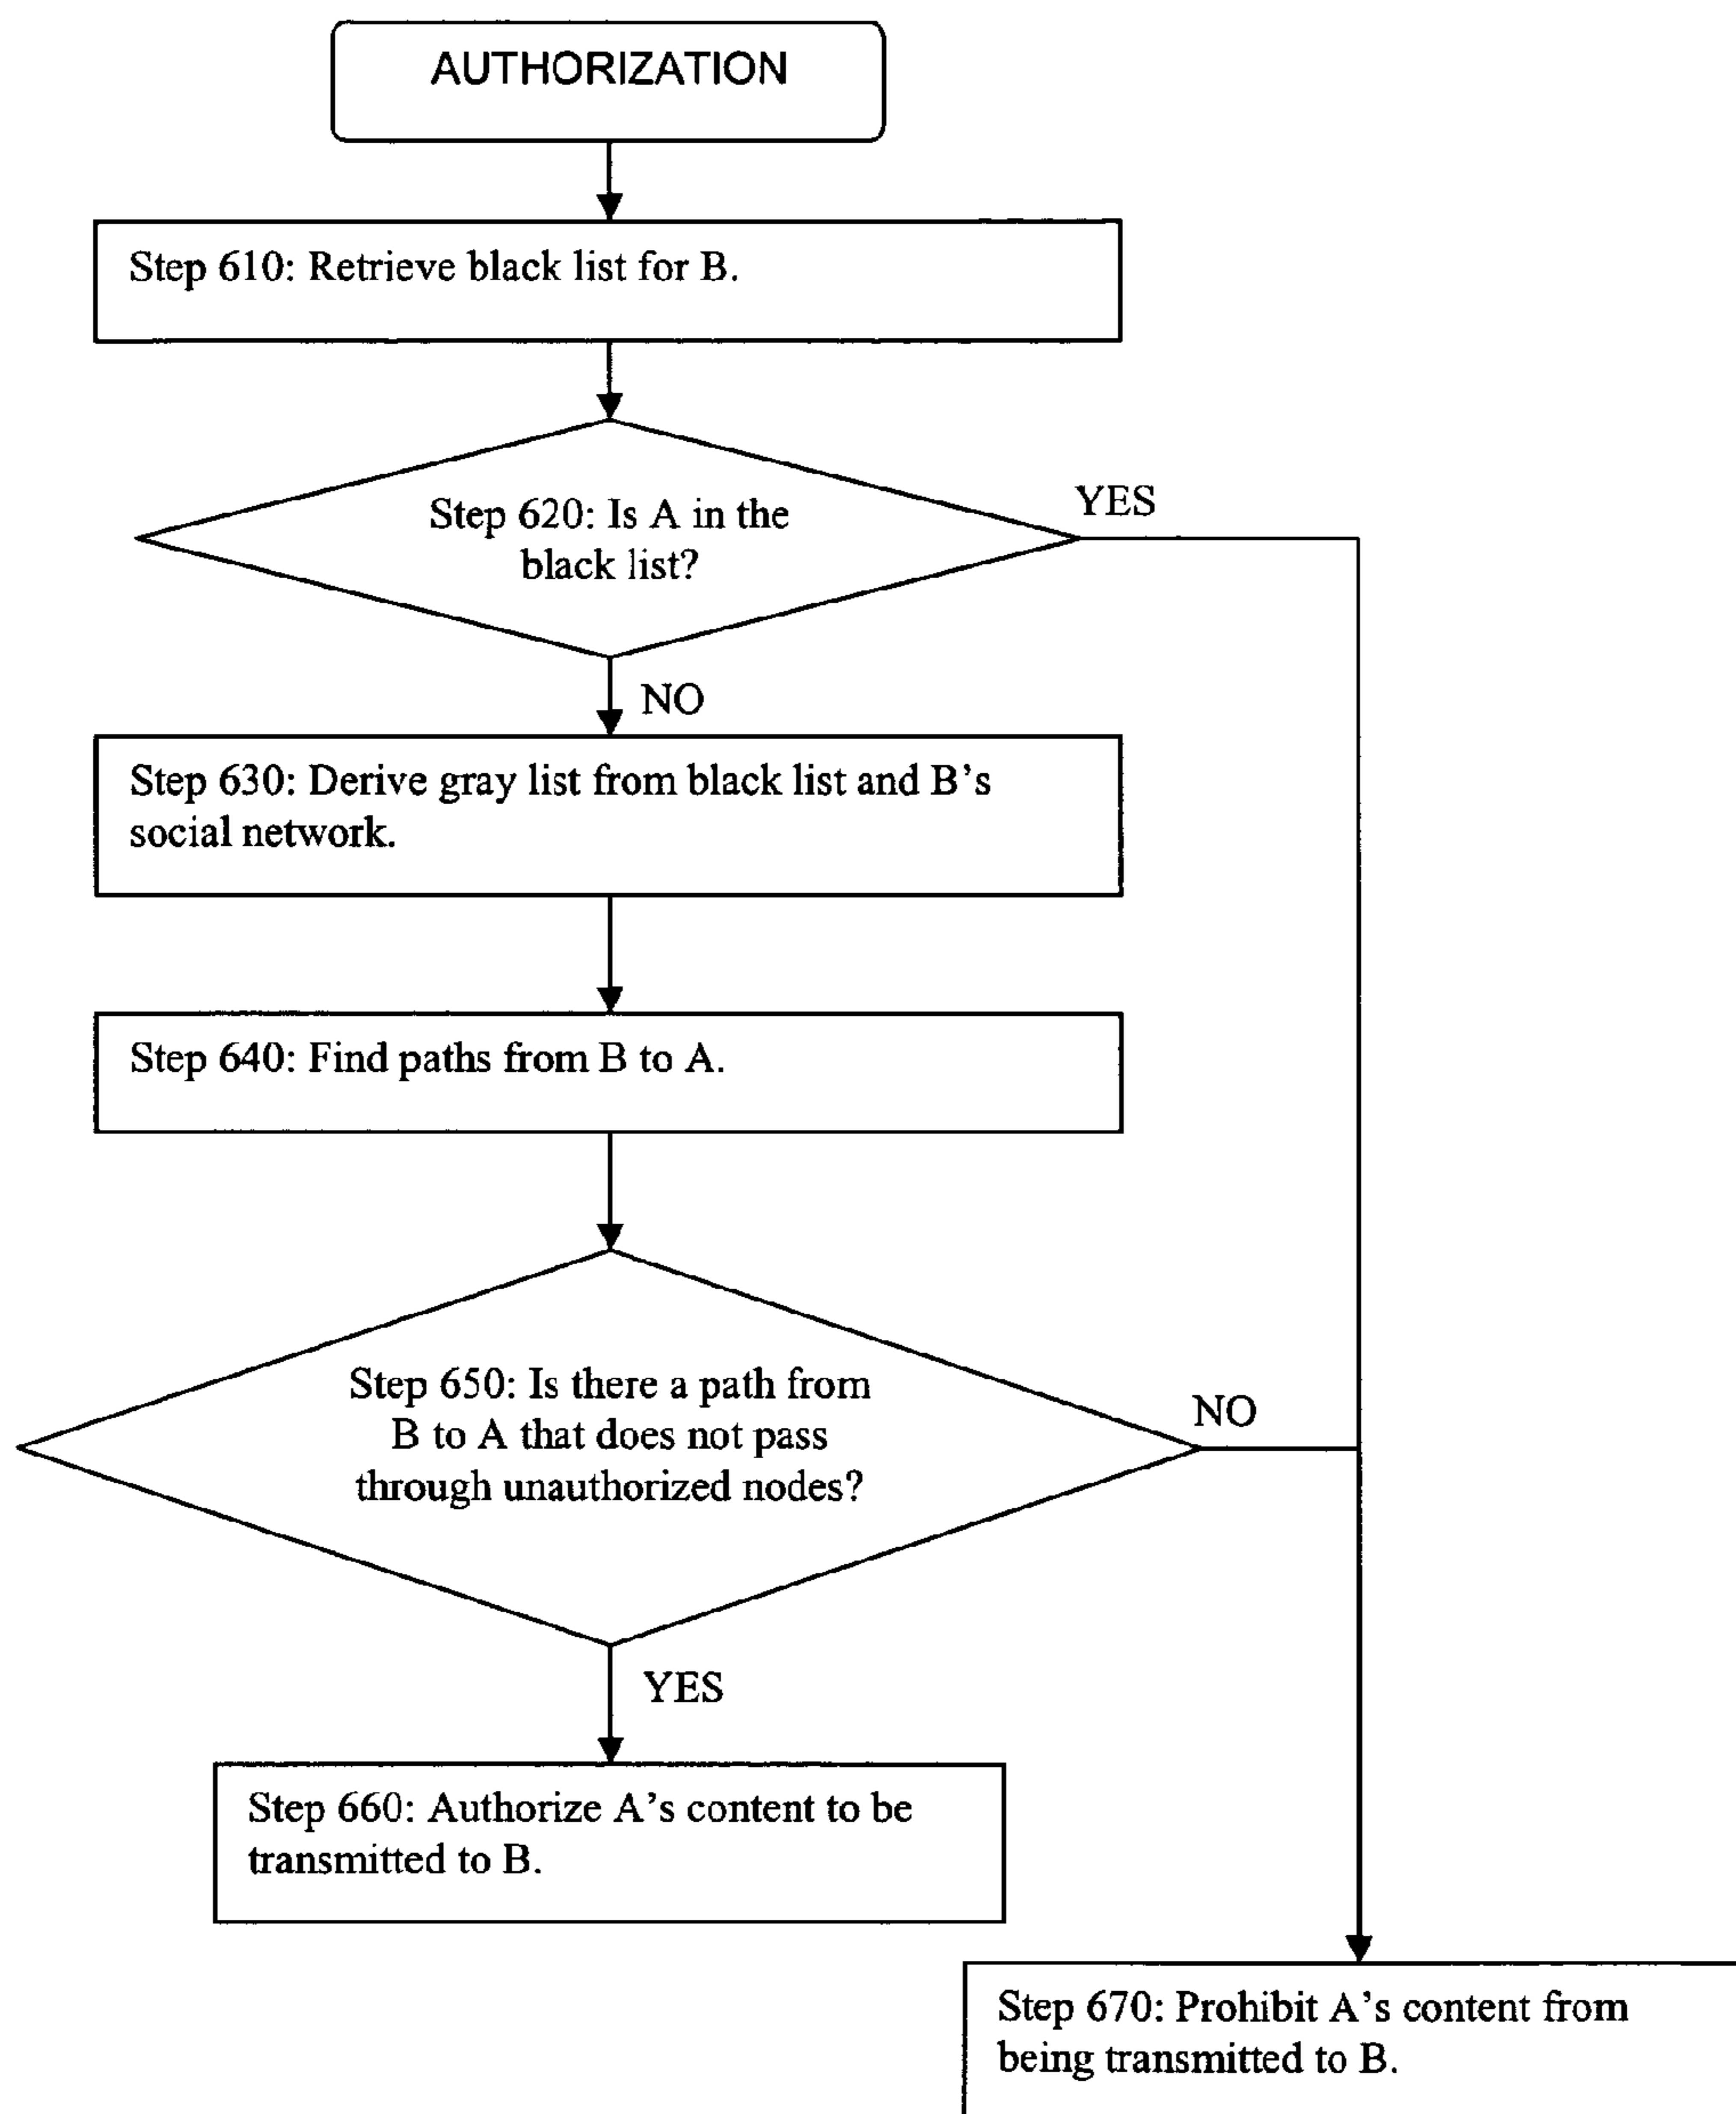 AUTHORIZATION
Step 610: Retrieve black list for B.
Step 620: Is A in the
black list?
YES
NO
Step 630: Derive gray list from black list and B's
social network.
Step 640: Find paths from B to A.
Step 650: Is there a path from
B to A that does not pass
through unauthorized nodes?
NO
YES
Step 660: Authorize A's content to be
transmitted to B.
Step 670: Prohibit A's content from
being transmitted to B.